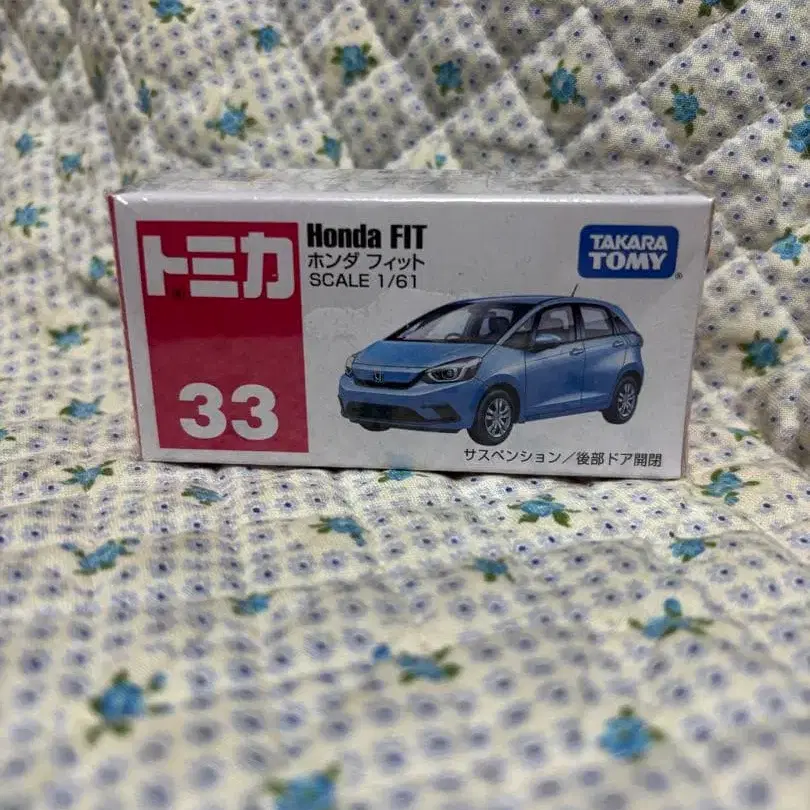 トミカ
33
Honda FIT
ホンダ フィット
SCALE 1/61
TAKARA
TOMY
サスペンション/後部ドア開閉